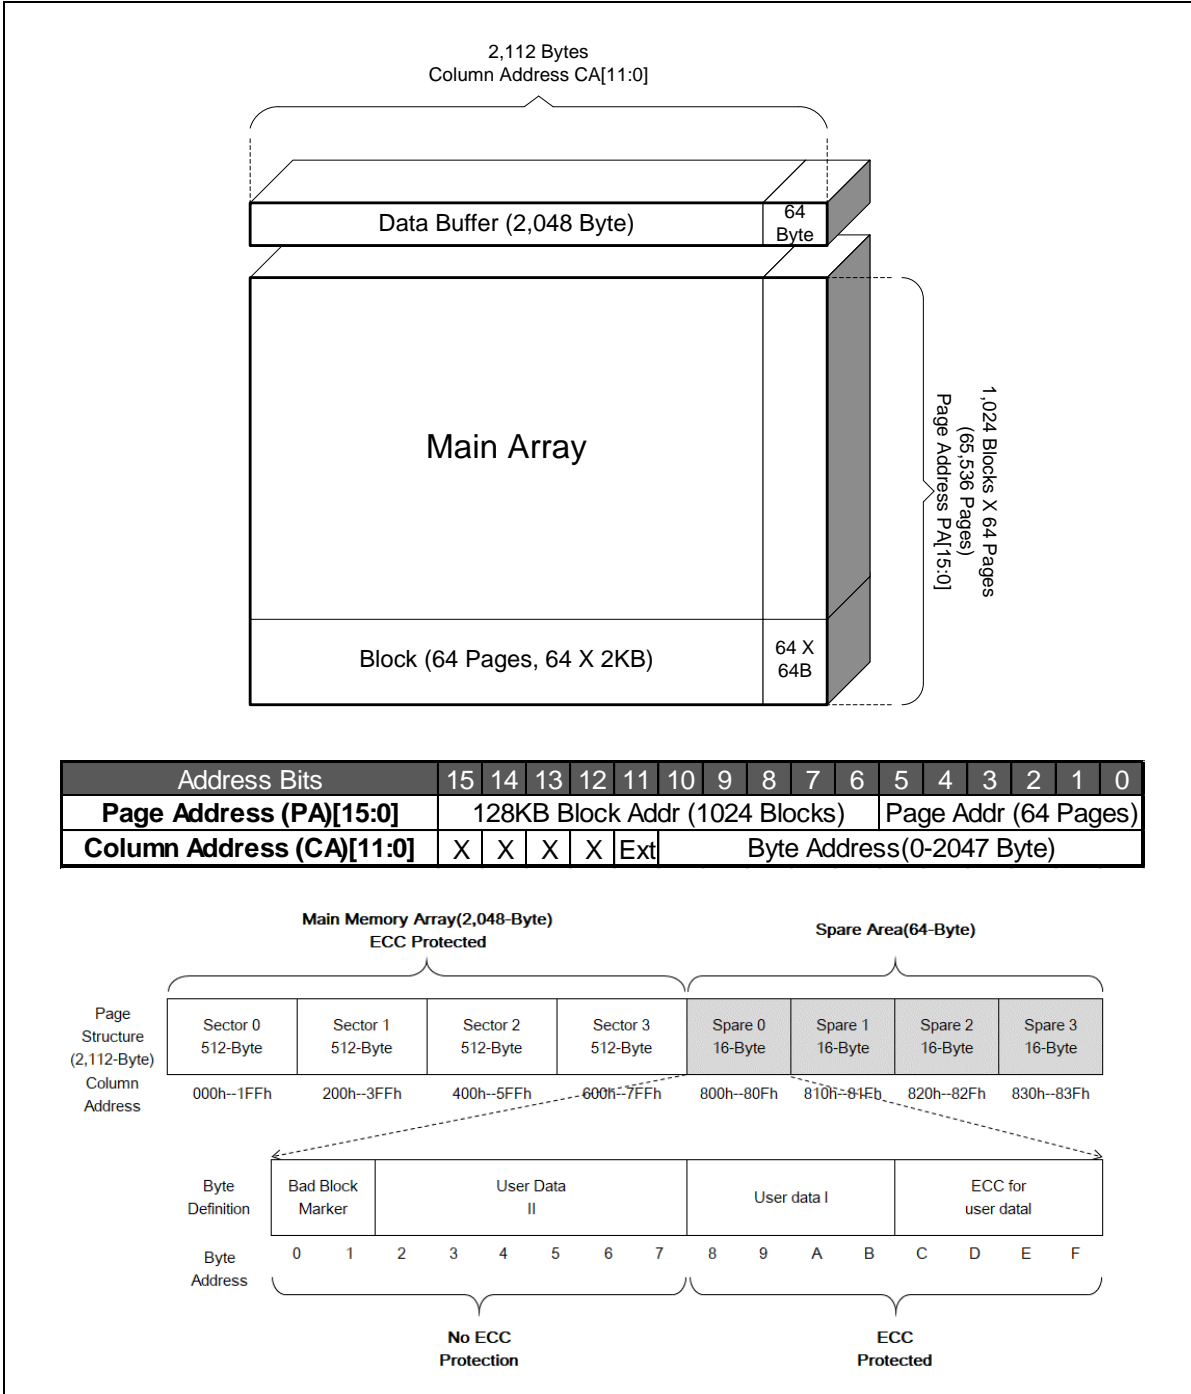 2,112 Bytes
Column Address CA[11:0]
Data Buffer (2,048 Byte)
64
Byte
Main Array
1,024 Blocks X 64 Pages
(65,536 Pages)
Page Address PA[15:0]
Block (64 Pages, 64 X 2KB)
64 X
64B
Address Bits 15 14 13 12 11 10 9 8 7 6 5 4 3 2 1 0
Page Address (PA)[15:0] 128KB Block Addr (1024 Blocks) Page Addr (64 Pages)
Column Address (CA)[11:0] X X X X Ext Byte Address(0-2047 Byte)
Main Memory Array(2,048-Byte)
ECC Protected
Spare Area(64-Byte)
Page
Structure
(2,112-Byte)
Sector 0 Sector 1 Sector 2 Sector 3 Spare 0 Spare 1 Spare 2 Spare 3
512-Byte 512-Byte 512-Byte 512-Byte 16-Byte 16-Byte 16-Byte 16-Byte
Column
Address
000h--1FFh 200h--3FFh 400h--5FFh 600h--7FFh 800h--80Fh 810h--81Fh 820h--82Fh 830h--83Fh
Byte
Definition
Bad Block
Marker
User Data
II
User data I
ECC for
user dataI
Byte
Address
0 1 2 3 4 5 6 7 8 9 A B C D E F
No ECC
Protection
ECC
Protected